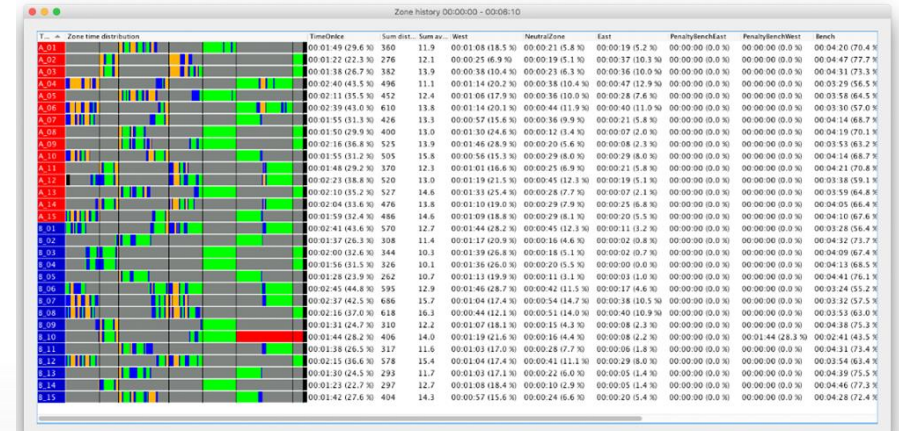 Zone history 00:00:00 - 00:08:10
T... Zone time distribution TimeOnIce Sum dist... Sum av... West NeutralZone East PenaltyBenchEast PenaltyBenchWest Bench
A_01 00:01:49 (29.6 %) 360 11.9 00:01:08 (18.5 %) 00:00:21 (5.8 %) 00:00:19 (5.2 %) 00:00:00 (0.0 %) 00:00:00 (0.0 %) 00:04:20 (70.4 %
A_02 00:01:22 (22.3 %) 276 12.1 00:00:25 (6.9 %) 00:00:19 (5.1 %) 00:00:37 (10.3 %) 00:00:00 (0.0 %) 00:00:00 (0.0 %) 00:04:47 (77.7 %
A_03 00:01:38 (26.7 %) 382 13.9 00:00:38 (10.4 %) 00:00:23 (6.3 %) 00:00:36 (10.0 %) 00:00:00 (0.0 %) 00:00:00 (0.0 %) 00:04:31 (73.3 %
A_04 00:02:40 (43.5 %) 496 11.1 00:01:14 (20.2 %) 00:00:38 (10.4 %) 00:00:47 (12.9 %) 00:00:00 (0.0 %) 00:00:00 (0.0 %) 00:03:29 (56.5 %
A_05 00:02:11 (35.5 %) 452 12.4 00:01:06 (17.9 %) 00:00:36 (10.0 %) 00:00:28 (7.6 %) 00:00:00 (0.0 %) 00:00:00 (0.0 %) 00:03:58 (64.5 %
A_06 00:02:39 (43.0 %) 610 13.8 00:01:14 (20.1 %) 00:00:44 (11.9 %) 00:00:40 (11.0 %) 00:00:00 (0.0 %) 00:00:00 (0.0 %) 00:03:30 (57.0 %
A_07 00:01:55 (31.3 %) 426 13.3 00:00:57 (15.6 %) 00:00:36 (9.9 %) 00:00:21 (5.8 %) 00:00:00 (0.0 %) 00:00:00 (0.0 %) 00:04:14 (68.7 %
A_08 00:01:50 (29.9 %) 400 13.0 00:01:30 (24.6 %) 00:00:12 (3.4 %) 00:00:07 (2.0 %) 00:00:00 (0.0 %) 00:00:00 (0.0 %) 00:04:19 (70.1 %
A_09 00:02:16 (36.8 %) 525 13.9 00:01:46 (28.9 %) 00:00:20 (5.6 %) 00:00:08 (2.3 %) 00:00:00 (0.0 %) 00:00:00 (0.0 %) 00:03:53 (63.2 %
A_10 00:01:55 (31.2 %) 505 15.8 00:00:56 (15.3 %) 00:00:29 (8.0 %) 00:00:29 (8.0 %) 00:00:00 (0.0 %) 00:00:00 (0.0 %) 00:04:14 (68.7 %
A_11 00:01:48 (29.2 %) 370 12.3 00:01:01 (16.6 %) 00:00:25 (6.9 %) 00:00:21 (5.8 %) 00:00:00 (0.0 %) 00:00:00 (0.0 %) 00:04:21 (70.8 %
A_12 00:02:23 (38.8 %) 520 13.0 00:01:19 (21.5 %) 00:00:45 (12.3 %) 00:00:19 (5.1 %) 00:00:00 (0.0 %) 00:00:00 (0.0 %) 00:03:38 (59.1 %
A_13 00:02:10 (35.2 %) 527 14.6 00:01:33 (25.4 %) 00:00:28 (7.7 %) 00:00:07 (2.1 %) 00:00:00 (0.0 %) 00:00:00 (0.0 %) 00:03:59 (64.8 %
A_14 00:02:04 (33.6 %) 476 13.8 00:01:10 (19.0 %) 00:00:29 (7.9 %) 00:00:25 (6.8 %) 00:00:00 (0.0 %) 00:00:00 (0.0 %) 00:04:05 (66.4 %
A_15 00:01:59 (32.4 %) 486 14.6 00:01:09 (18.8 %) 00:00:29 (8.1 %) 00:00:20 (5.5 %) 00:00:00 (0.0 %) 00:00:00 (0.0 %) 00:04:10 (67.6 %
B_01 00:02:41 (43.6 %) 570 12.7 00:01:44 (28.2 %) 00:00:45 (12.3 %) 00:00:11 (3.2 %) 00:00:00 (0.0 %) 00:00:00 (0.0 %) 00:03:28 (56.4 %
B_02 00:01:37 (26.3 %) 308 11.4 00:01:17 (20.9 %) 00:00:16 (4.6 %) 00:00:02 (0.8 %) 00:00:00 (0.0 %) 00:00:00 (0.0 %) 00:04:32 (73.7 %
B_03 00:02:00 (32.6 %) 344 10.3 00:01:39 (26.8 %) 00:00:18 (5.1 %) 00:00:02 (0.7 %) 00:00:00 (0.0 %) 00:00:00 (0.0 %) 00:04:09 (67.4 %
B_04 00:01:56 (31.5 %) 326 10.1 00:01:36 (26.0 %) 00:00:20 (5.5 %) 00:00:00 (0.0 %) 00:00:00 (0.0 %) 00:00:00 (0.0 %) 00:04:13 (68.5 %
B_05 00:01:28 (23.9 %) 262 10.7 00:01:13 (19.9 %) 00:00:11 (3.1 %) 00:00:03 (1.0 %) 00:00:00 (0.0 %) 00:00:00 (0.0 %) 00:04:41 (76.1 %
B_06 00:02:45 (44.8 %) 595 12.9 00:01:46 (28.7 %) 00:00:42 (11.5 %) 00:00:17 (4.6 %) 00:00:00 (0.0 %) 00:00:00 (0.0 %) 00:03:24 (55.2 %
B_07 00:02:37 (42.5 %) 686 15.7 00:01:04 (17.4 %) 00:00:54 (14.7 %) 00:00:38 (10.5 %) 00:00:00 (0.0 %) 00:00:00 (0.0 %) 00:03:32 (57.5 %
B_08 00:02:16 (37.0 %) 618 16.3 00:00:44 (12.1 %) 00:00:51 (14.0 %) 00:00:40 (10.9 %) 00:00:00 (0.0 %) 00:00:00 (0.0 %) 00:03:53 (63.0 %
B_09 00:01:31 (24.7 %) 310 12.2 00:01:07 (18.1 %) 00:00:15 (4.3 %) 00:00:08 (2.3 %) 00:00:00 (0.0 %) 00:00:00 (0.0 %) 00:04:38 (75.3 %
B_10 00:01:44 (28.2 %) 406 14.0 00:01:19 (21.6 %) 00:00:16 (4.4 %) 00:00:08 (2.2 %) 00:00:00 (0.0 %) 00:01:44 (28.3 %) 00:02:41 (43.5 %
B_11 00:01:38 (26.5 %) 317 11.6 00:01:03 (17.0 %) 00:00:28 (7.7 %) 00:00:06 (1.8 %) 00:00:00 (0.0 %) 00:00:00 (0.0 %) 00:04:31 (73.4 %
B_12 00:02:15 (36.6 %) 578 15.4 00:01:04 (17.4 %) 00:00:41 (11.1 %) 00:00:29 (8.0 %) 00:00:00 (0.0 %) 00:00:00 (0.0 %) 00:03:54 (63.4 %
B_13 00:01:30 (24.5 %) 293 11.7 00:01:03 (17.1 %) 00:00:22 (6.0 %) 00:00:05 (1.4 %) 00:00:00 (0.0 %) 00:00:00 (0.0 %) 00:04:39 (75.5 %
B_14 00:01:23 (22.7 %) 297 12.7 00:01:08 (18.4 %) 00:00:10 (2.9 %) 00:00:05 (1.4 %) 00:00:00 (0.0 %) 00:00:00 (0.0 %) 00:04:46 (77.3 %
B_15 00:01:42 (27.6 %) 404 14.3 00:00:57 (15.6 %) 00:00:24 (6.6 %) 00:00:20 (5.4 %) 00:00:00 (0.0 %) 00:00:00 (0.0 %) 00:04:28 (72.4 %